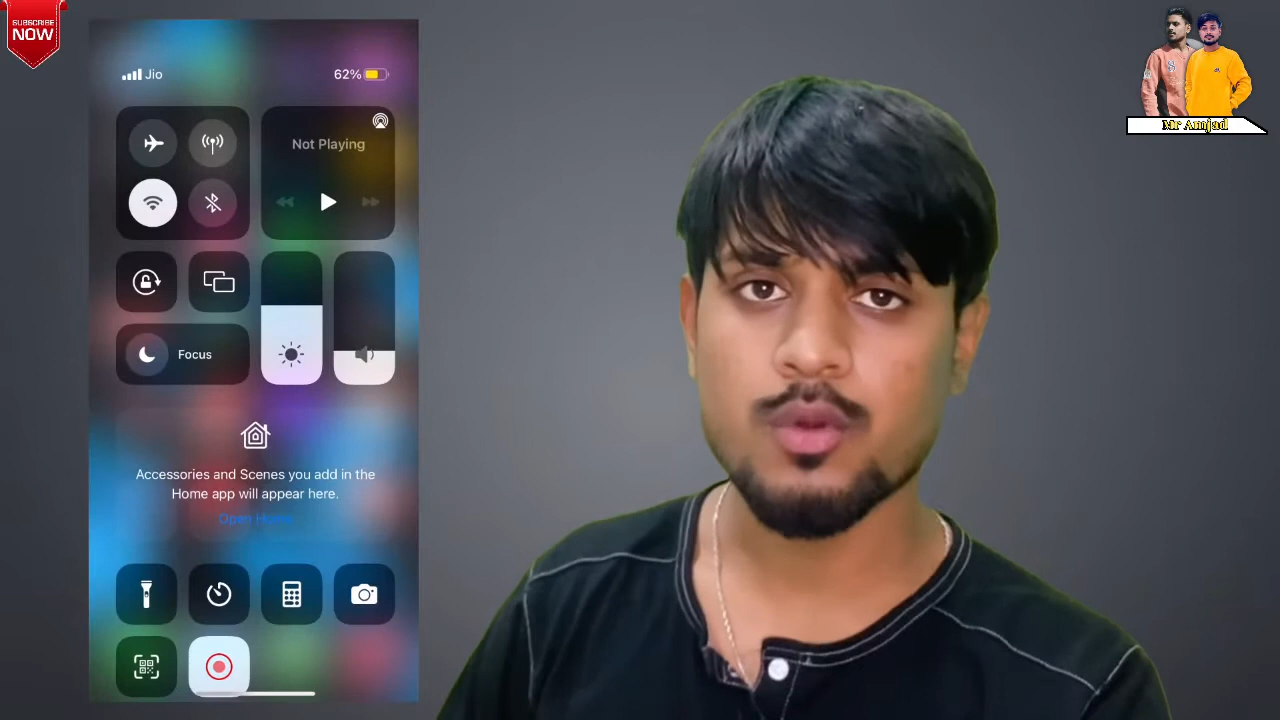 SUBSCRIBE
NOW
Jio
62%
Not Playing
Focus
Accessories and Scenes you add in the
Home app will appear here.
Open Home
Mr Amjad